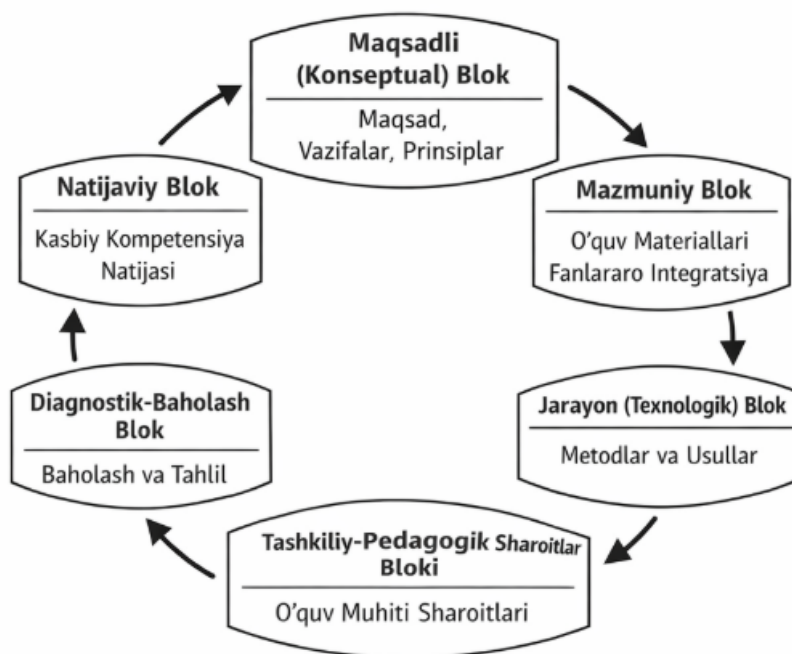 Maqsadli
(Konseptual) Blok
Maqsad,
Vazifalar, Prinsiplar
Mazmuniy Blok
O'quv Materiallari
Fanlararo Integratsiya
Jarayon (Texnologik) Blok
Metodlar va Usullar
Tashkiliy-Pedagogik Sharoitlar
Bloki
O'quv Muhiti Sharoitlari
Diagnostik-Baholash
Blok
Baholash va Tahlil
Natijaviy Blok
Kasbiy Kompetensiya
Natijasi